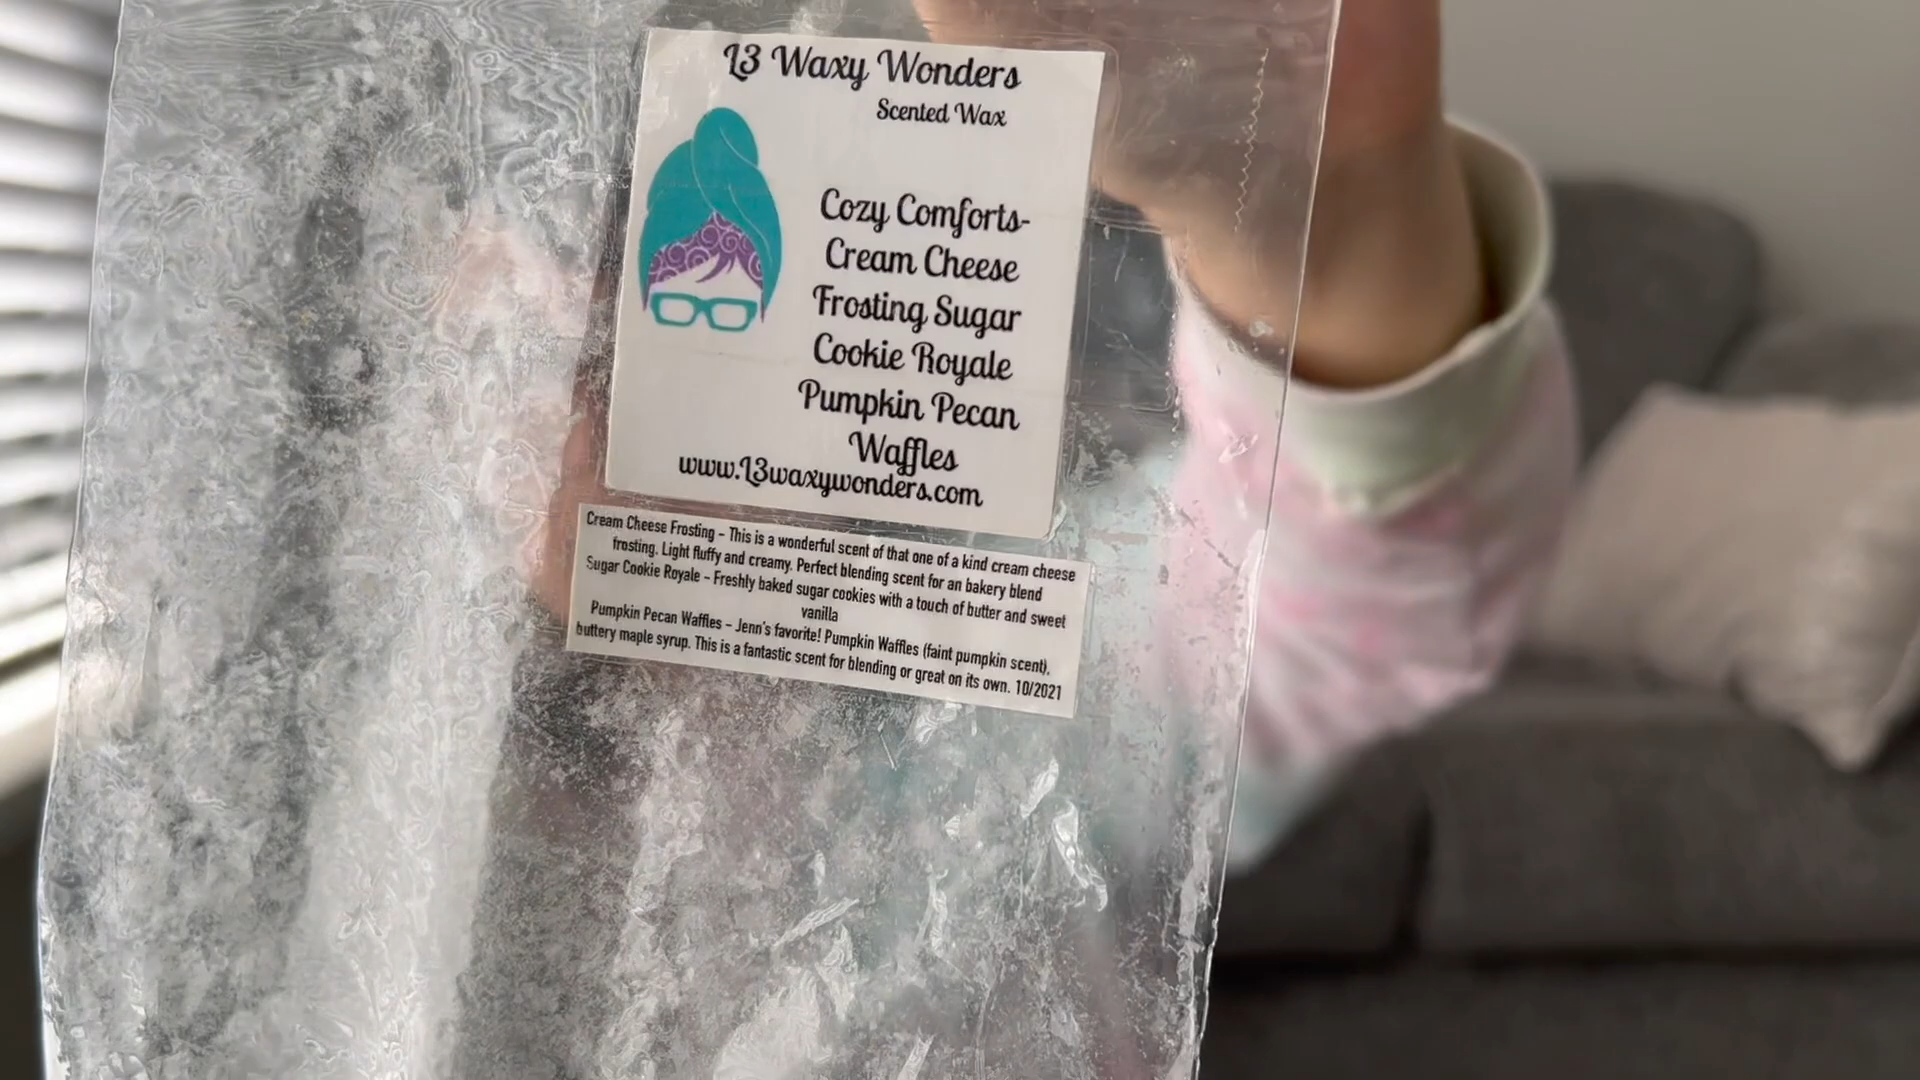 L3 Waxy Wonders
Scented Wax
Cozy Comforts-
Cream Cheese
Frosting Sugar
Cookie Royale
Pumpkin Pecan
Waffles
www.L3waxywonders.com
Cream Cheese Frosting - This is a wonderful scent of that one of a kind cream cheese
frosting. Light fluffy and creamy. Perfect blending scent for an bakery blend
Sugar Cookie Royale - Freshly baked sugar cookies with a touch of butter and sweet
vanilla
Pumpkin Pecan Waffles - Jenn's favorite! Pumpkin Waffles (faint pumpkin scent),
buttery maple syrup. This is a fantastic scent for blending or great on its own. 10/2021